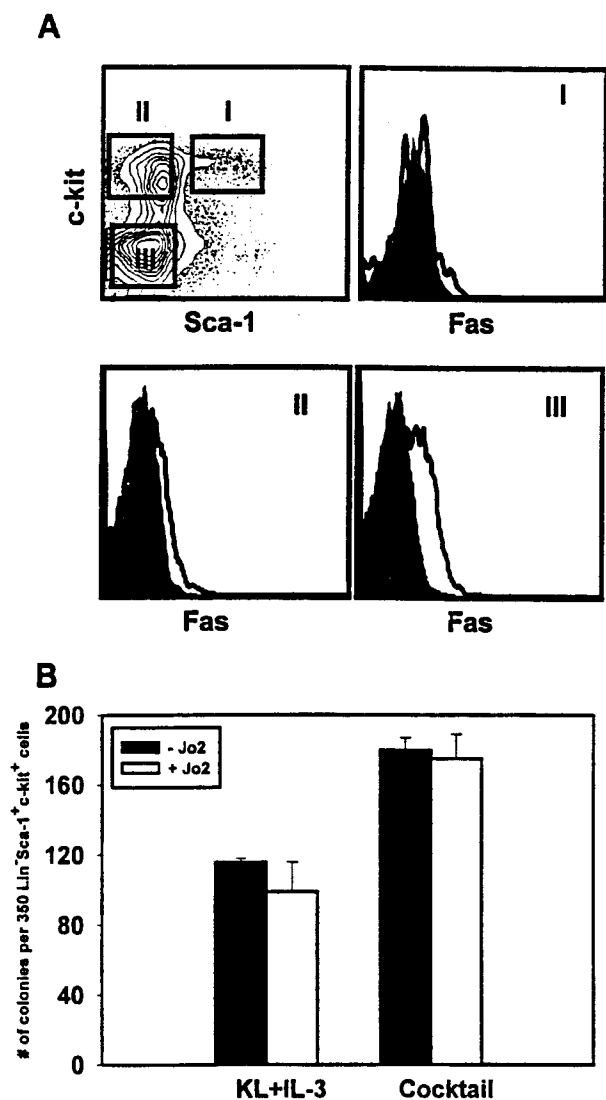 A
II
I
III
c-kit
Sca-1
I
Fas
II
Fas
III
Fas
B
# of colonies per 350 Lin⁻Sca-1⁺c-kit⁺ cells
200
160
120
80
40
0
- Jo2
+ Jo2
KL+IL-3
Cocktail